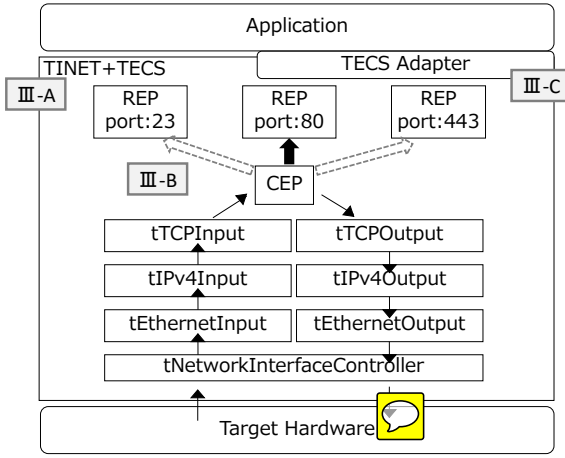 Application
TINET+TECS
TECS Adapter
Ⅲ-A
Ⅲ-C
REP
port:23
REP
port:80
REP
port:443
Ⅲ-B
CEP
tTCPInput
tTCPOutput
tIPv4Input
tIPv4Output
tEthernetInput
tEthernetOutput
tNetworkInterfaceController
Target Hardware